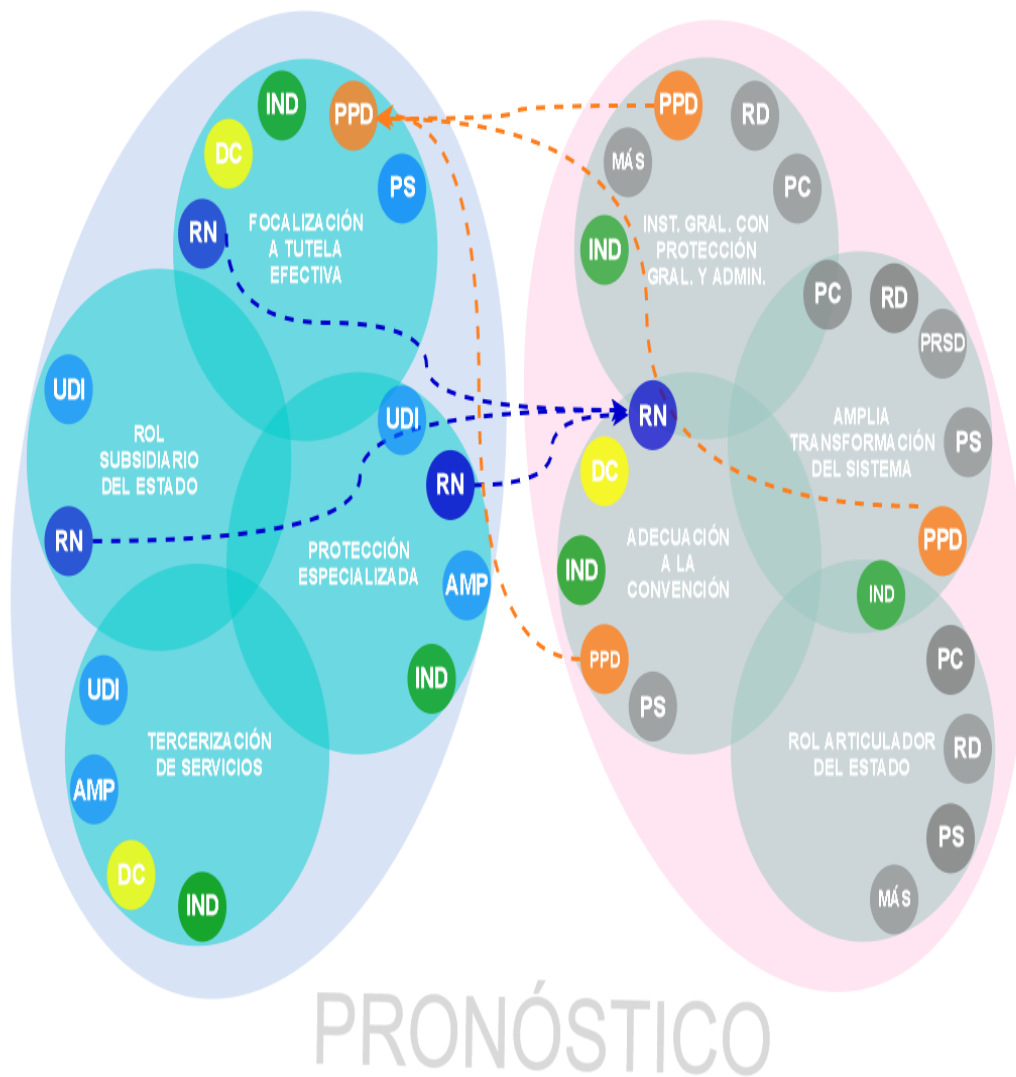 IND
PPD
DC
PS
RN
FOCALIZACIÓN
A TUTELA
EFECTIVA
UDI
ROL
SUBSIDIARIO
DEL ESTADO
RN
UDI
RN
PROTECCIÓN
ESPECIALIZADA
AMP
IND
UDI
TERCERIZACIÓN
DE SERVICIOS
AMP
DC
IND
PPD
RD
MÁS
PC
IND
INST. GRAL. CON
PROTECCIÓN
GRAL. Y ADMIN.
PC
RD
PRSD
AMPLIA
TRANSFORMACIÓN
DEL SISTEMA
PS
PPD
IND
RN
DC
ADECUACIÓN
A LA
CONVENCIÓN
IND
PPD
PS
PC
ROL ARTICULADOR
DEL ESTADO
RD
PS
MÁS
PRONÓSTICO